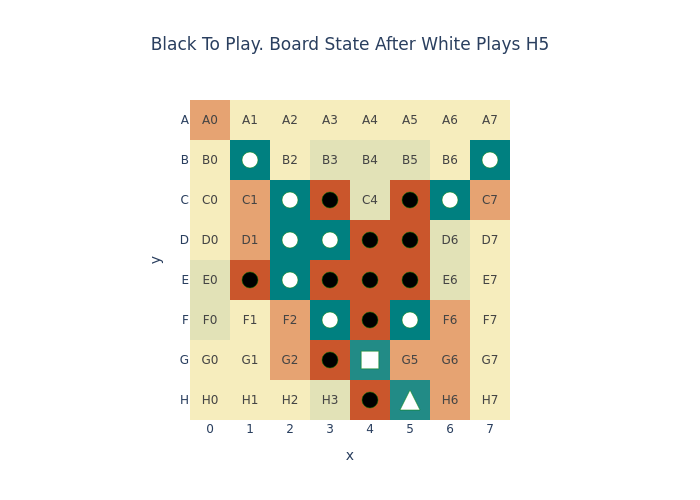 Black To Play. Board State After White Plays H5
A A0 A1 A2 A3 A4 A5 A6 A7
B B0 B2 B3 B4 B5 B6
C C0 C1 C4 C7
D D0 D1 D6 D7
E E0 E6 E7
F F0 F1 F2 F6 F7
G G0 G1 G2 G5 G6 G7
H H0 H1 H2 H3 H6 H7
0 1 2 3 4 5 6 7
x
y